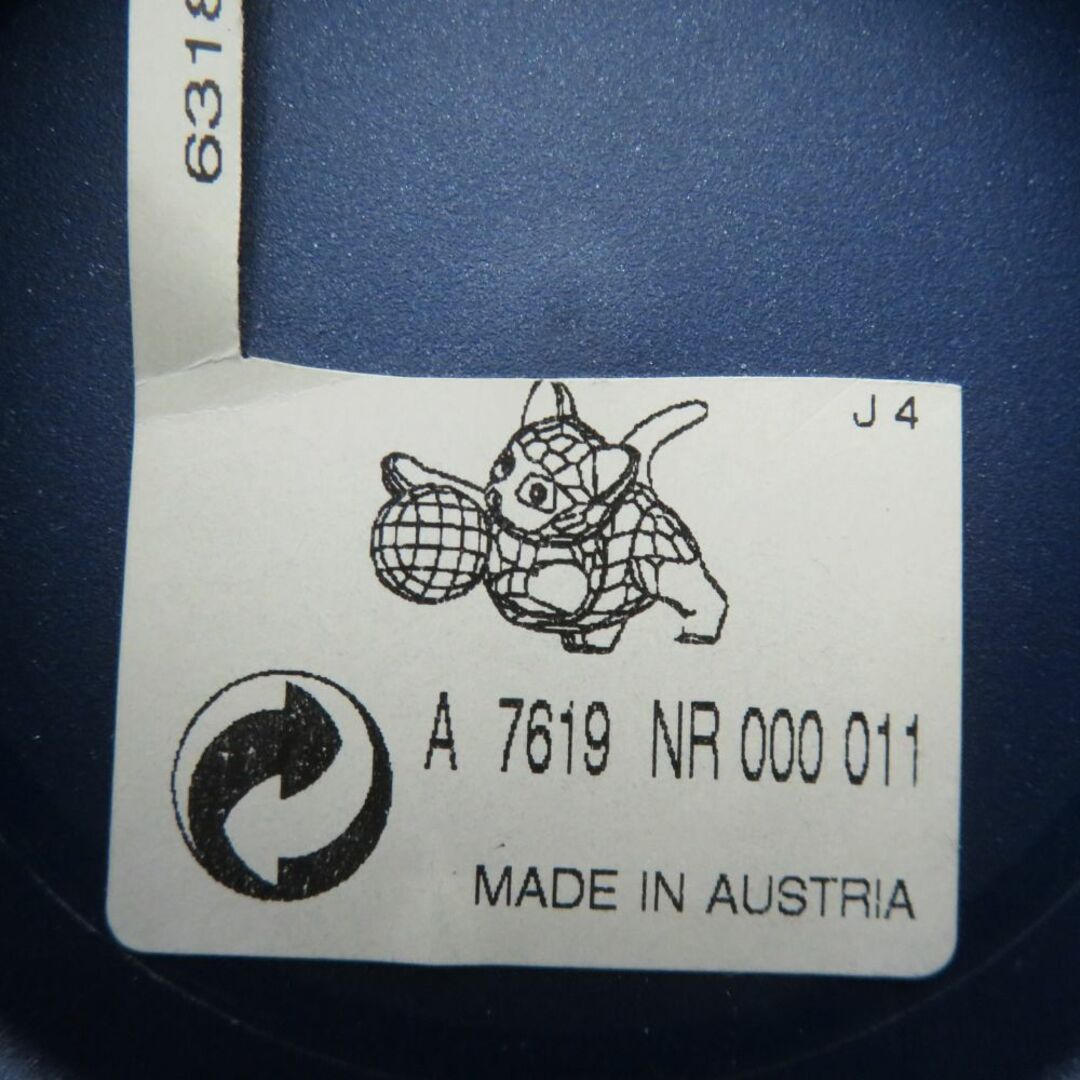 6318
J 4
A 7619 NR 000 011
MADE IN AUSTRIA